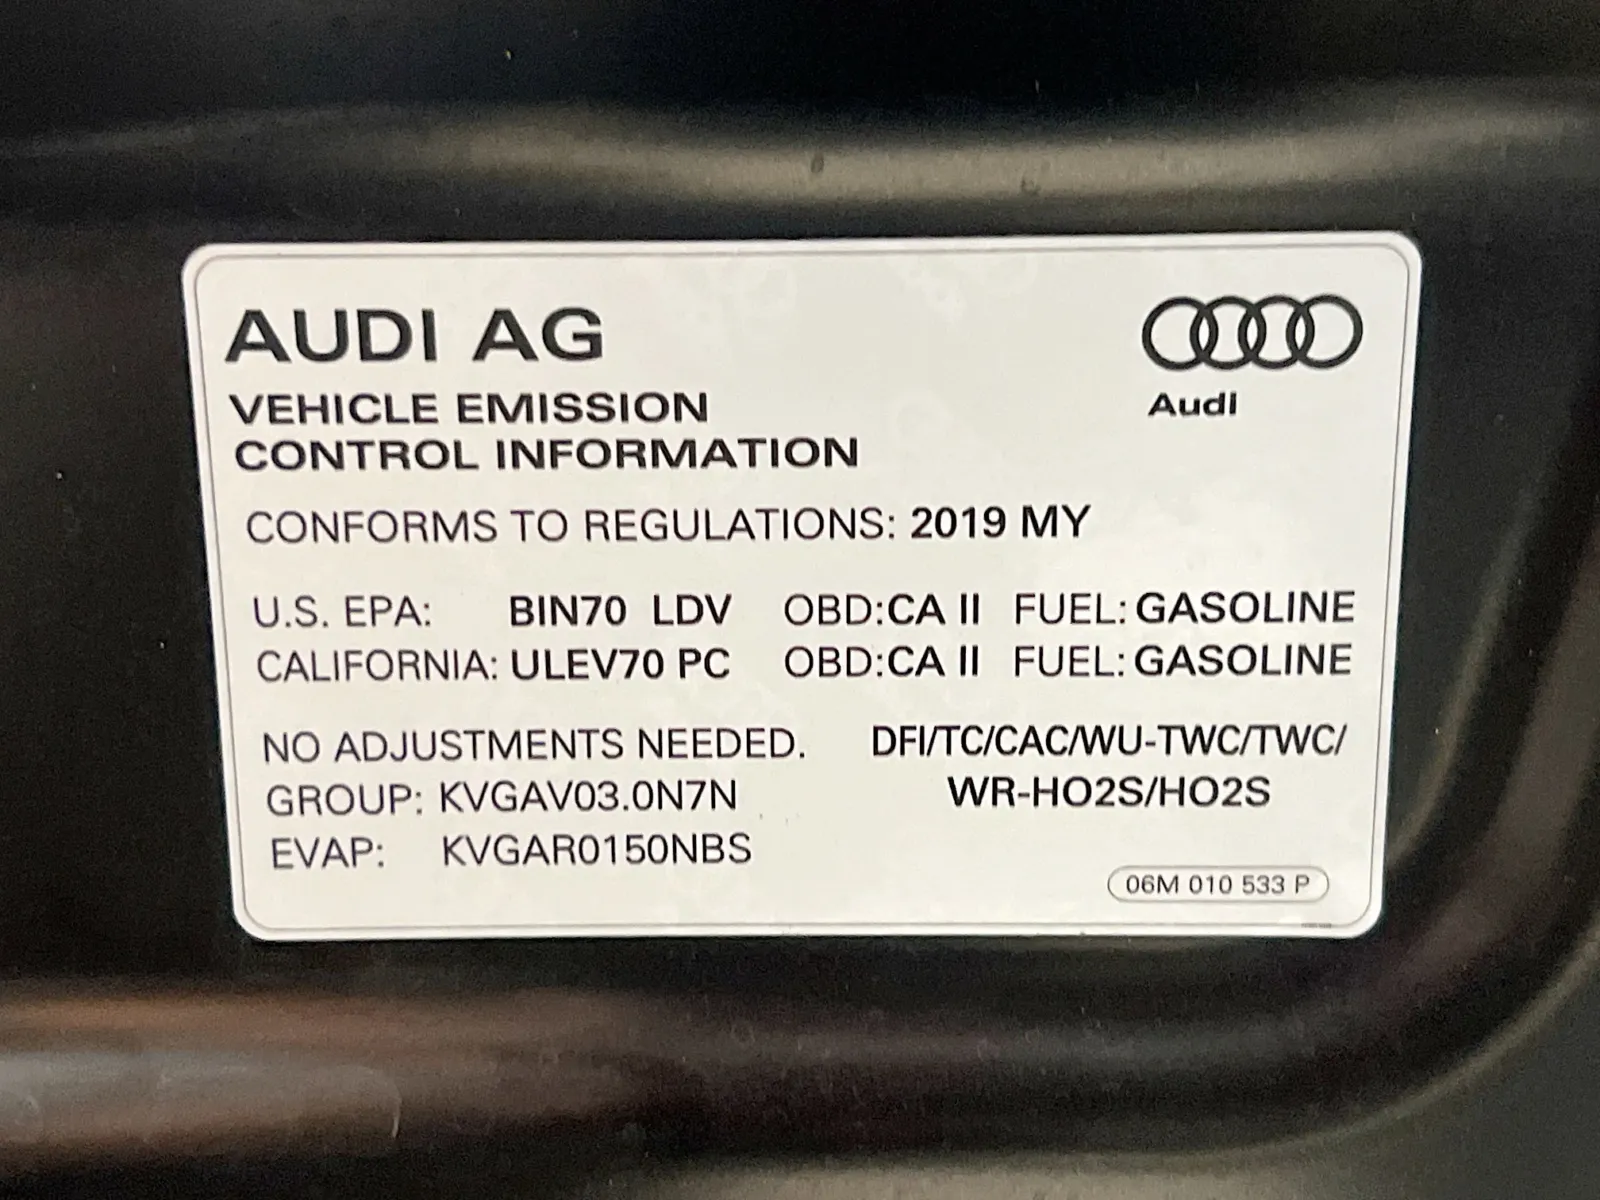 AUDI AG
Audi
VEHICLE EMISSION
CONTROL INFORMATION
CONFORMS TO REGULATIONS: 2019 MY
U.S. EPA: BIN70 LDV OBD:CA II FUEL: GASOLINE
CALIFORNIA: ULEV70 PC OBD:CA II FUEL: GASOLINE
NO ADJUSTMENTS NEEDED. DFI/TC/CAC/WU-TWC/TWC/
GROUP: KVGAV03.0N7N WR-HO2S/HO2S
EVAP: KVGAR0150NBS
06M 010 533 P